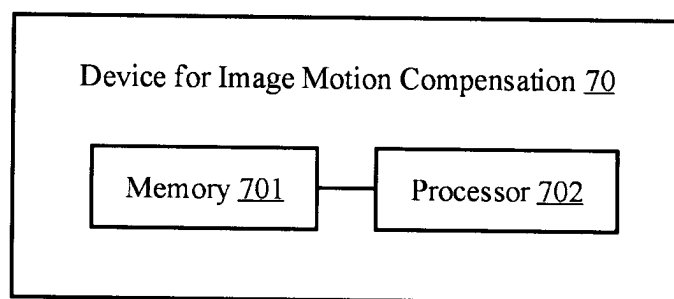 Device for Image Motion Compensation 70
Memory 701
Processor 702